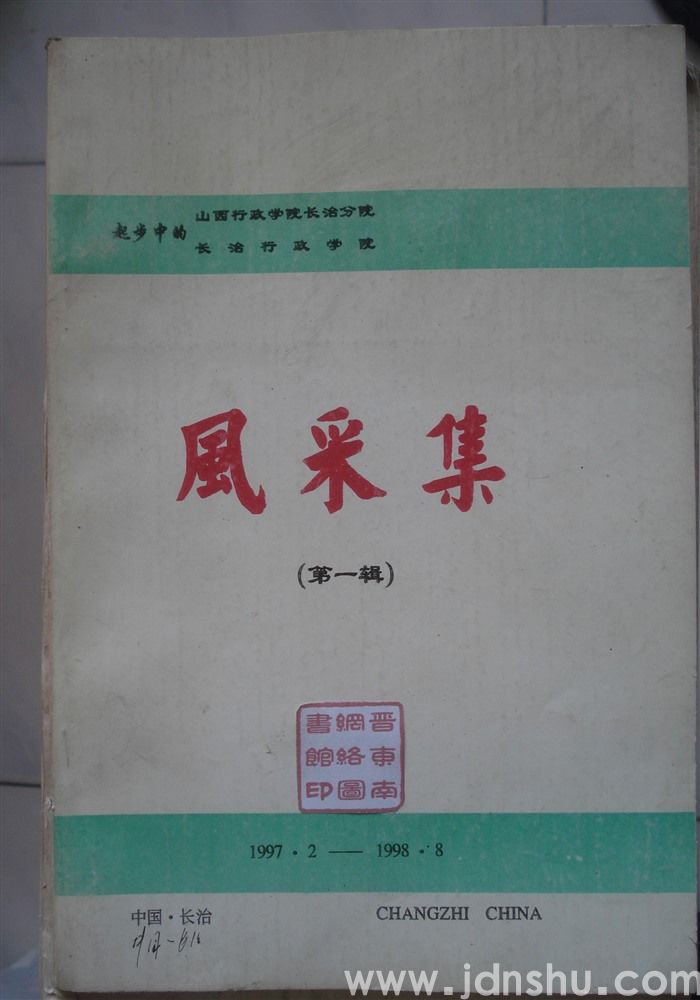 起步中的
山西行政学院长治分院
长治行政学院
風采集
(第一辑)
晋東南
網絡圖
書館印
1997·2——1998·8
中国·长治
CHANGZHI CHINA
www.jdnshu.com